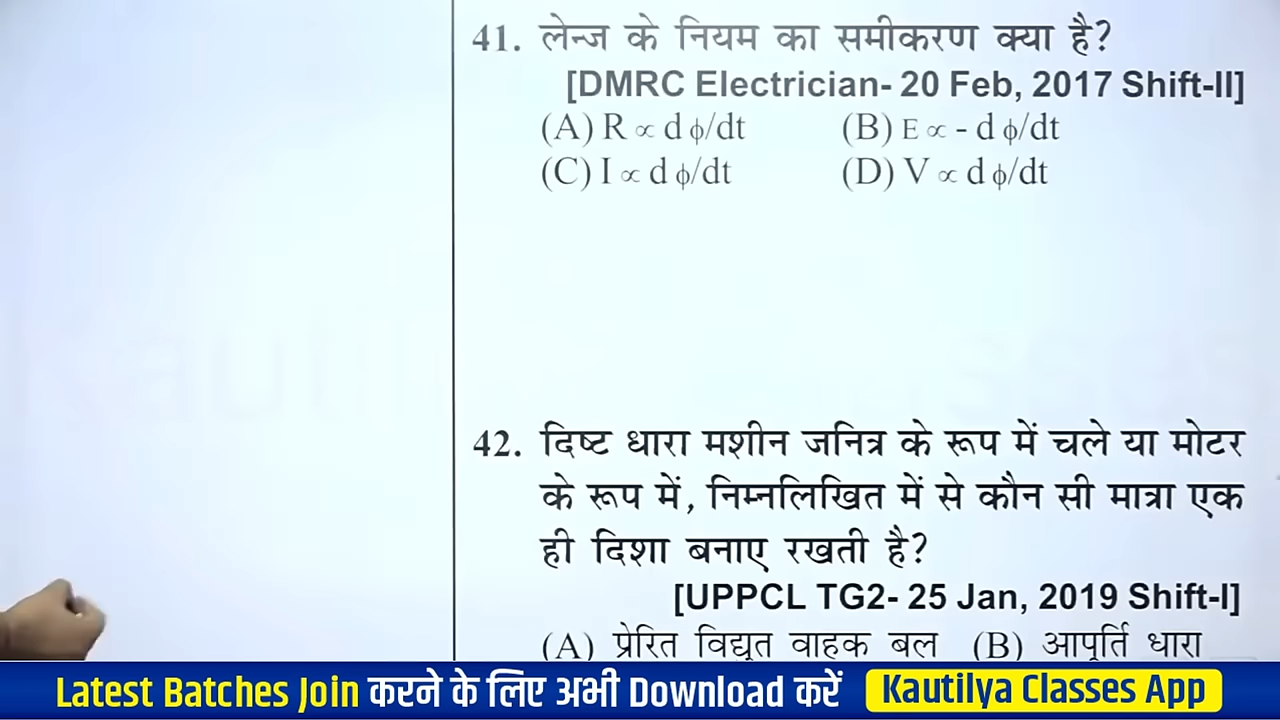 41. लेन्ज के नियम का समीकरण क्या है?
[DMRC Electrician- 20 Feb, 2017 Shift-II]
(A) R ∝ d ϕ/dt (B) E ∝ - d ϕ/dt
(C) I ∝ d ϕ/dt (D) V ∝ d ϕ/dt
42. दिष्ट धारा मशीन जनित्र के रूप में चले या मोटर
के रूप में, निम्नलिखित में से कौन सी मात्रा एक
ही दिशा बनाए रखती है?
[UPPCL TG2- 25 Jan, 2019 Shift-I]
(A) प्रेरित विद्युत वाहक बल (B) आपूर्ति धारा
Latest Batches Join करने के लिए अभी Download करें Kautilya Classes App